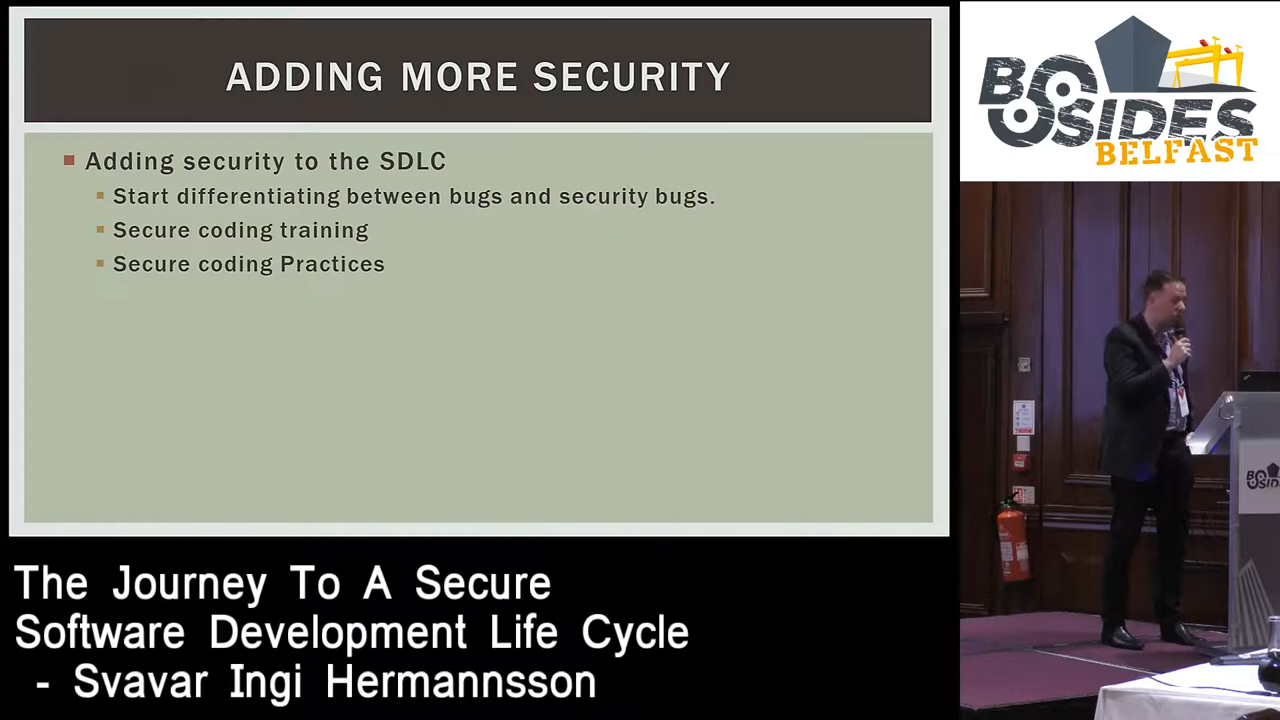 ADDING MORE SECURITY
Adding security to the SDLC
Start differentiating between bugs and security bugs.
Secure coding training
Secure coding Practices
BSIDES
BELFAST
BSIDES
The Journey To A Secure
Software Development Life Cycle
- Svavar Ingi Hermannsson